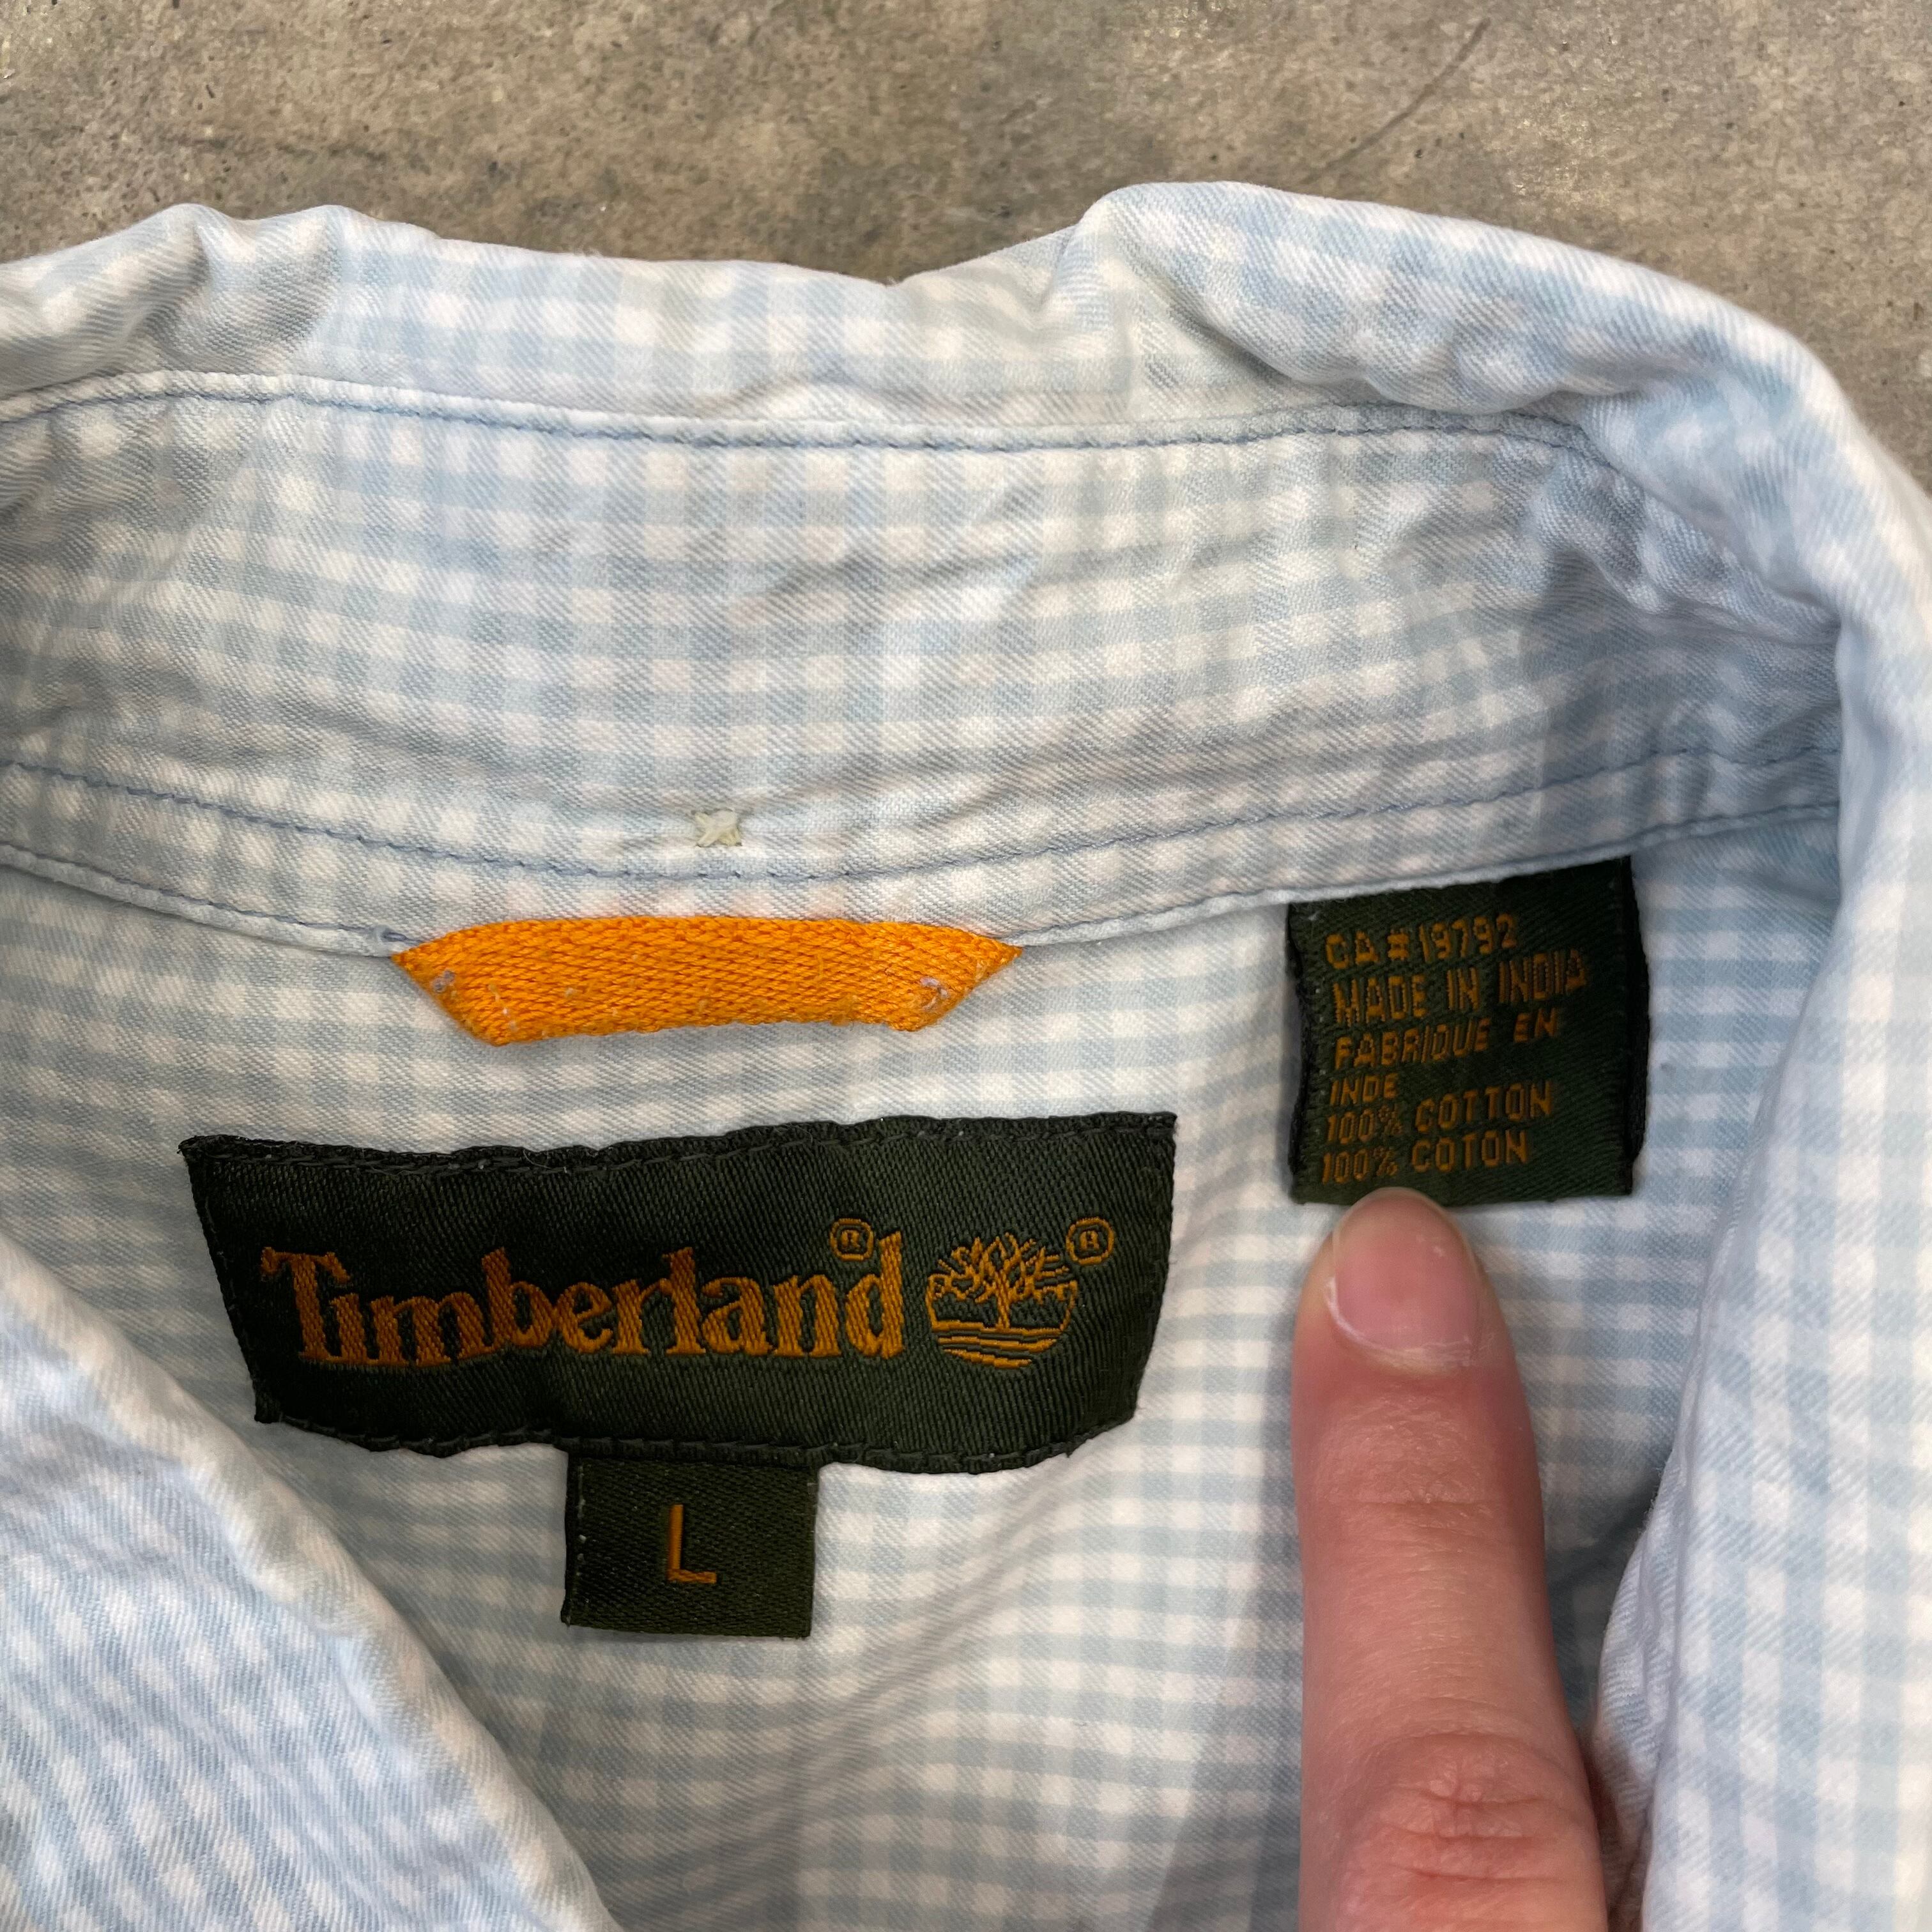 CA #19792
MADE IN INDIA
FABRIQUE EN
INDE
100% COTTON
100% COTON
Timberland® ®
L